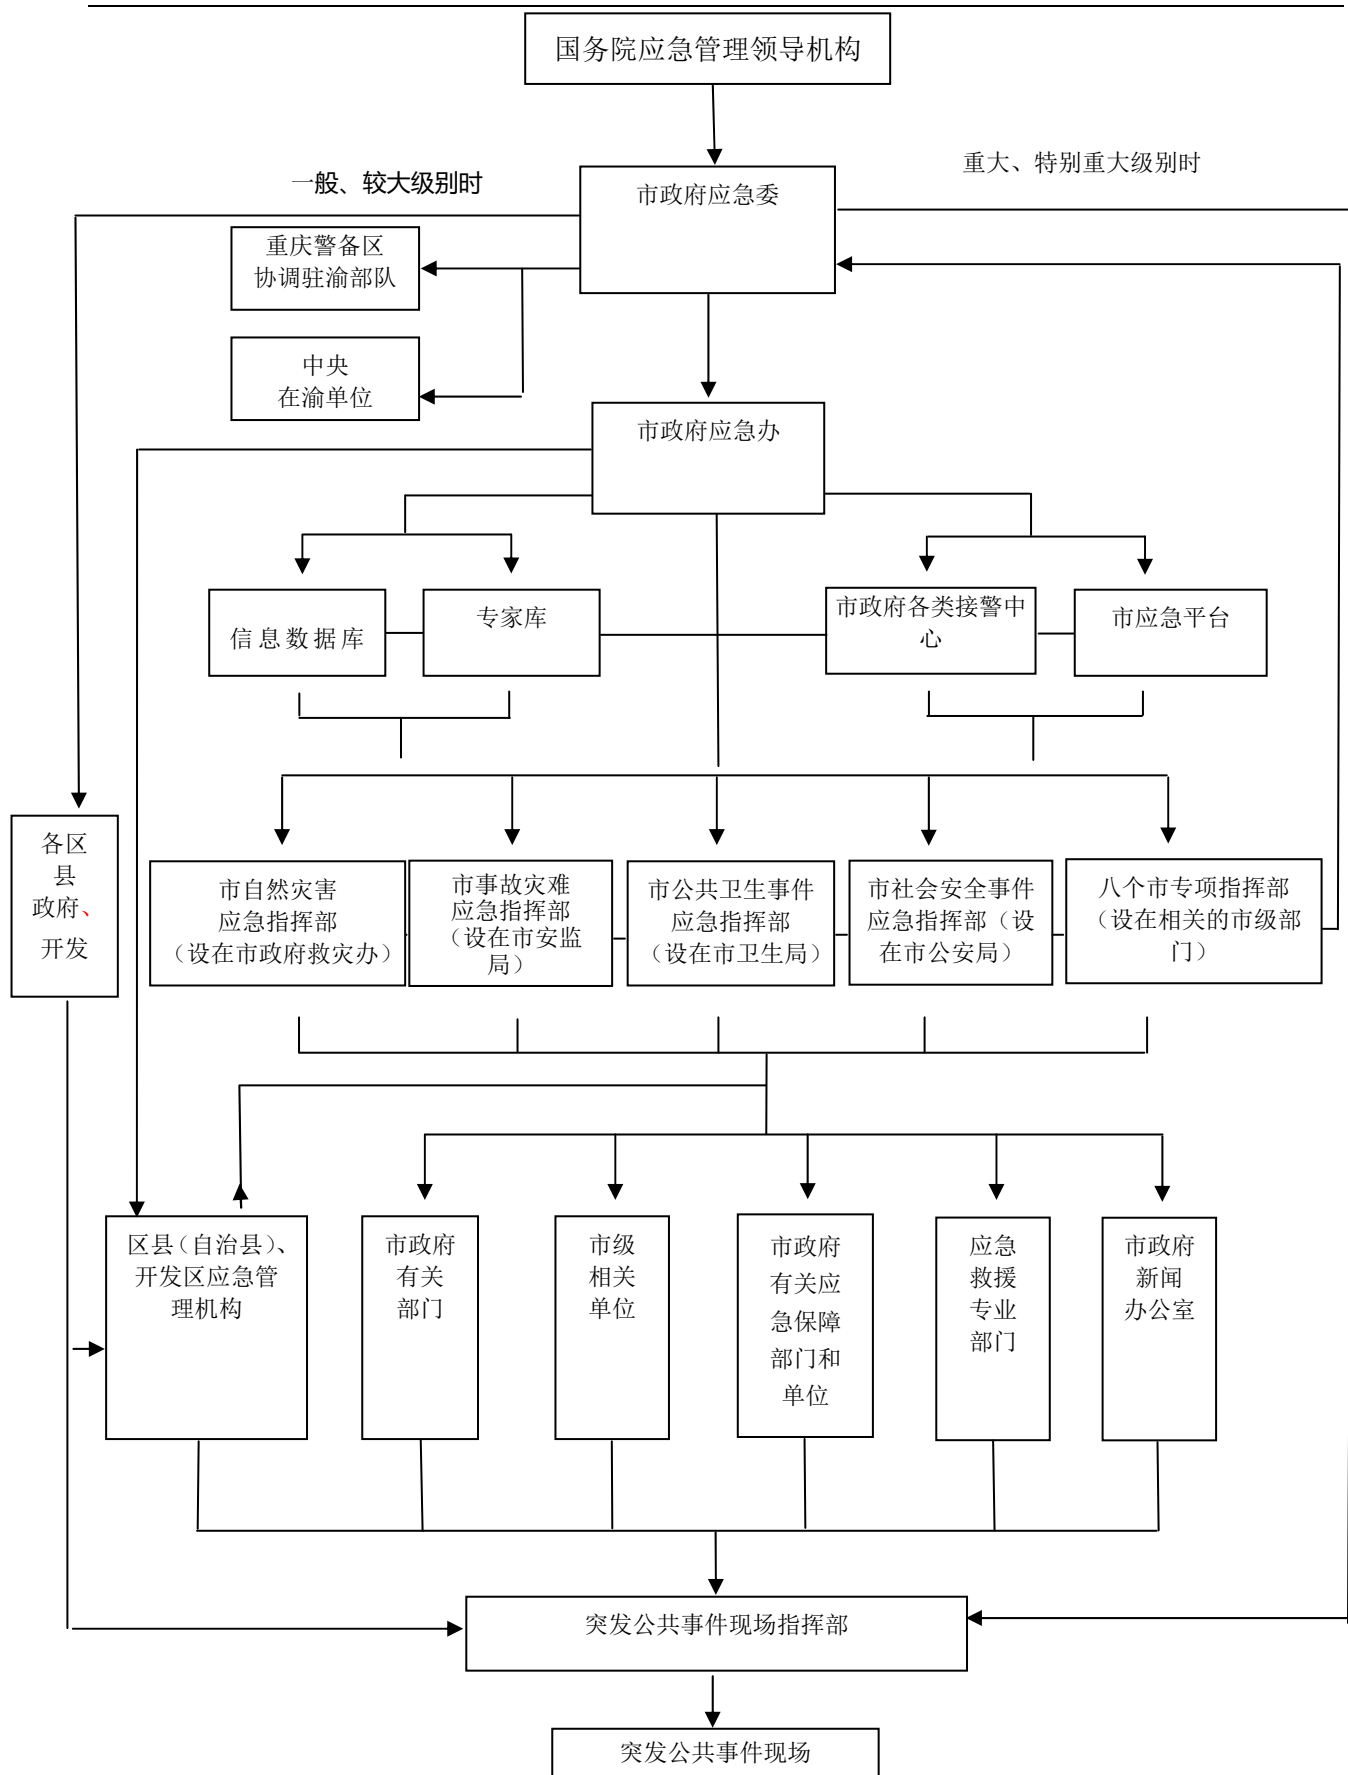 国务院应急管理领导机构
一般、较大级别时
重大、特别重大级别时
市政府应急委
重庆警备区
协调驻渝部队
中央
在渝单位
市政府应急办
信息数据库
专家库
市政府各类接警中
心
市应急平台
各区
县
政府、
开发
市自然灾害
应急指挥部
（设在市政府救灾办）
市事故灾难
应急指挥部
（设在市安监
局）
市公共卫生事件
应急指挥部
（设在市卫生局）
市社会安全事件
应急指挥部（设
在市公安局）
八个市专项指挥部
（设在相关的市级部
门）
区县（自治县）、
开发区应急管
理机构
市政府
有关
部门
市级
相关
单位
市政府
有关应
急保障
部门和
单位
应急
救援
专业
部门
市政府
新闻
办公室
突发公共事件现场指挥部
突发公共事件现场